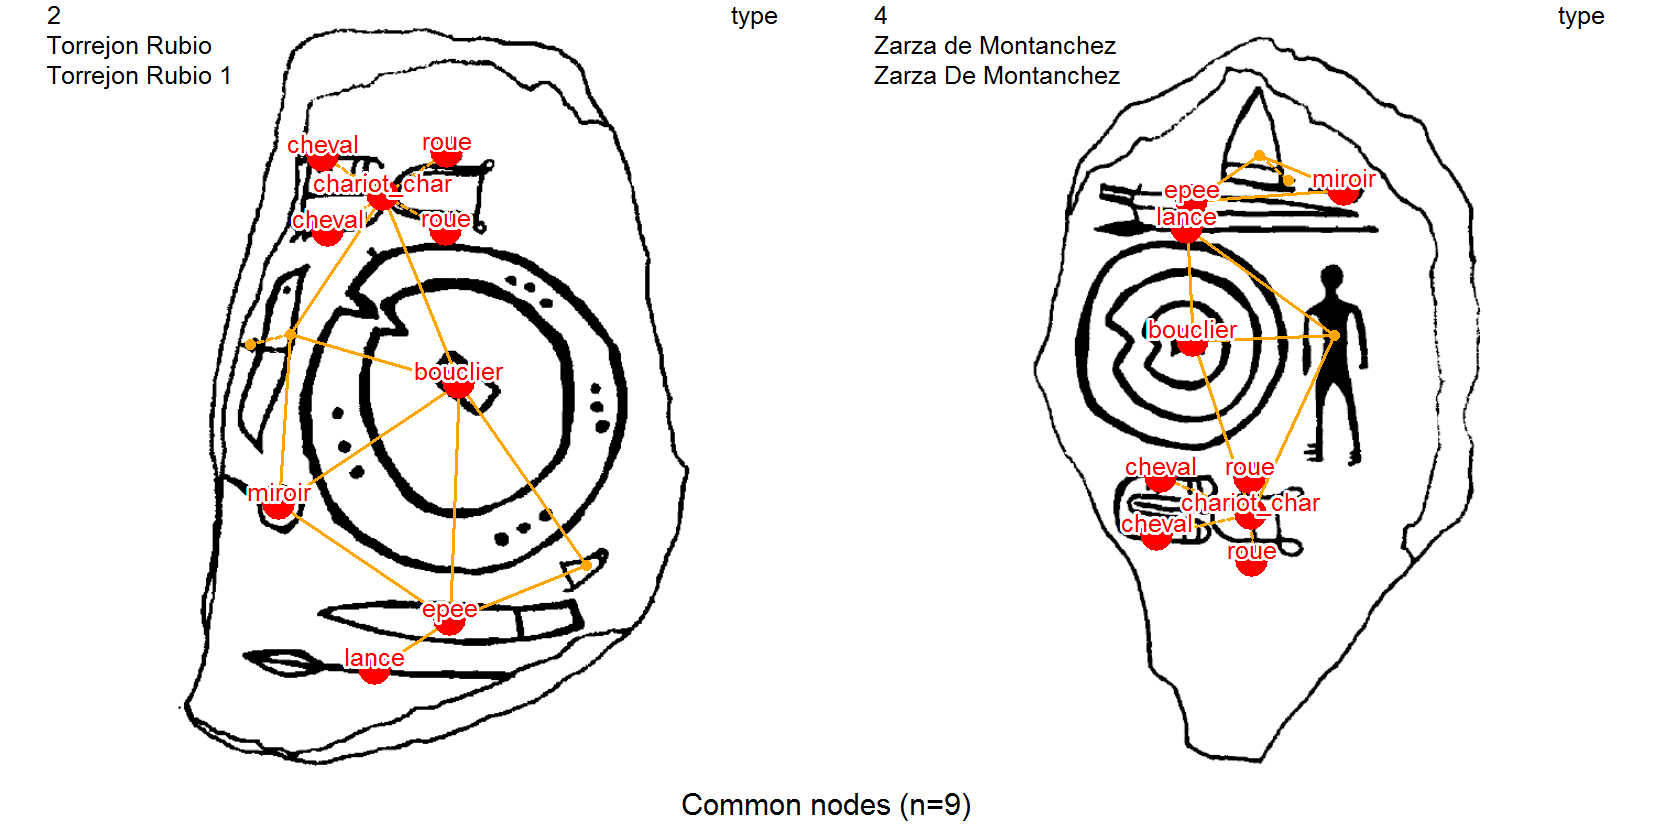 2
Torrejon Rubio
Torrejon Rubio 1
type
cheval
roue
chariot_char
cheval
roue
bouclier
miroir
epee
lance
4
Zarza de Montanchez
Zarza De Montanchez
type
miroir
epee
lance
bouclier
cheval
roue
chariot_char
cheval
roue
Common nodes (n=9)